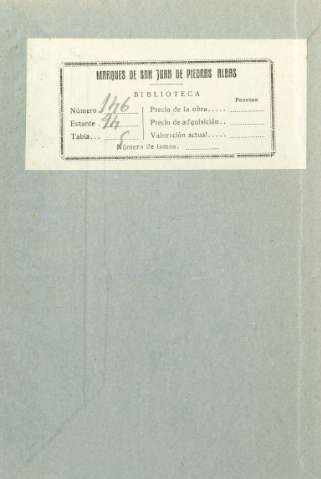 MARQUES DE SAN JUAN DE PIEDRAS ALBAS
BIBLIOTECA
Pesetas
Número 146 Precio de la obra.....
Estante 94 Precio de adquisición..
Tabla... 5 Valoración actual.....
Número de tomos.